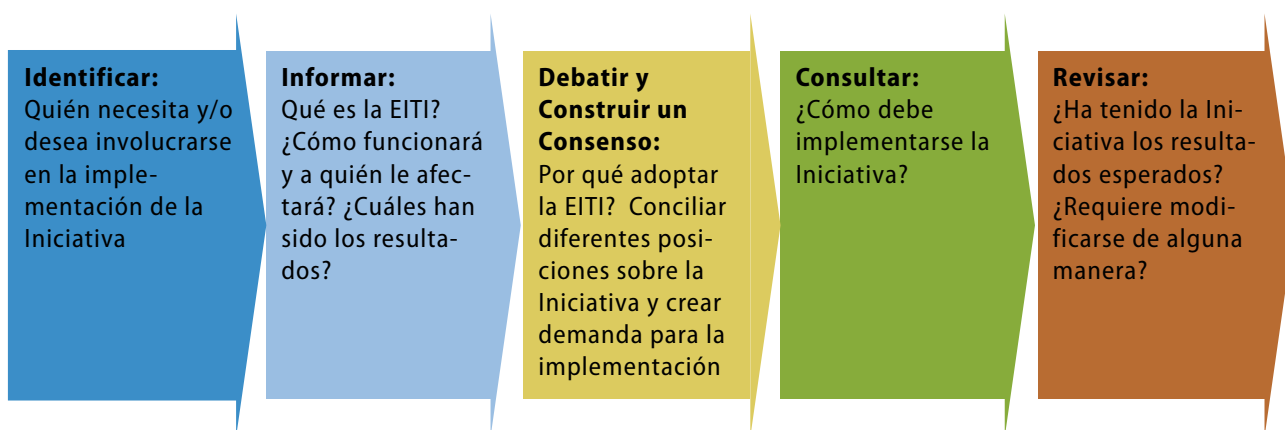 Identificar:
Quién necesita y/o
desea involucrarse
en la imple-
mentación de la
Iniciativa
Informar:
Qué es la EITI?
¿Cómo funcionará
y a quién le afec-
tará? ¿Cuáles han
sido los resulta-
dos?
Debatir y
Construir un
Consenso:
Por qué adoptar
la EITI? Conciliar
diferentes posi-
ciones sobre la
Iniciativa y crear
demanda para la
implementación
Consultar:
¿Cómo debe
implementarse la
Iniciativa?
Revisar:
¿Ha tenido la Ini-
ciativa los resulta-
dos esperados?
¿Requiere modi-
ficarse de alguna
manera?